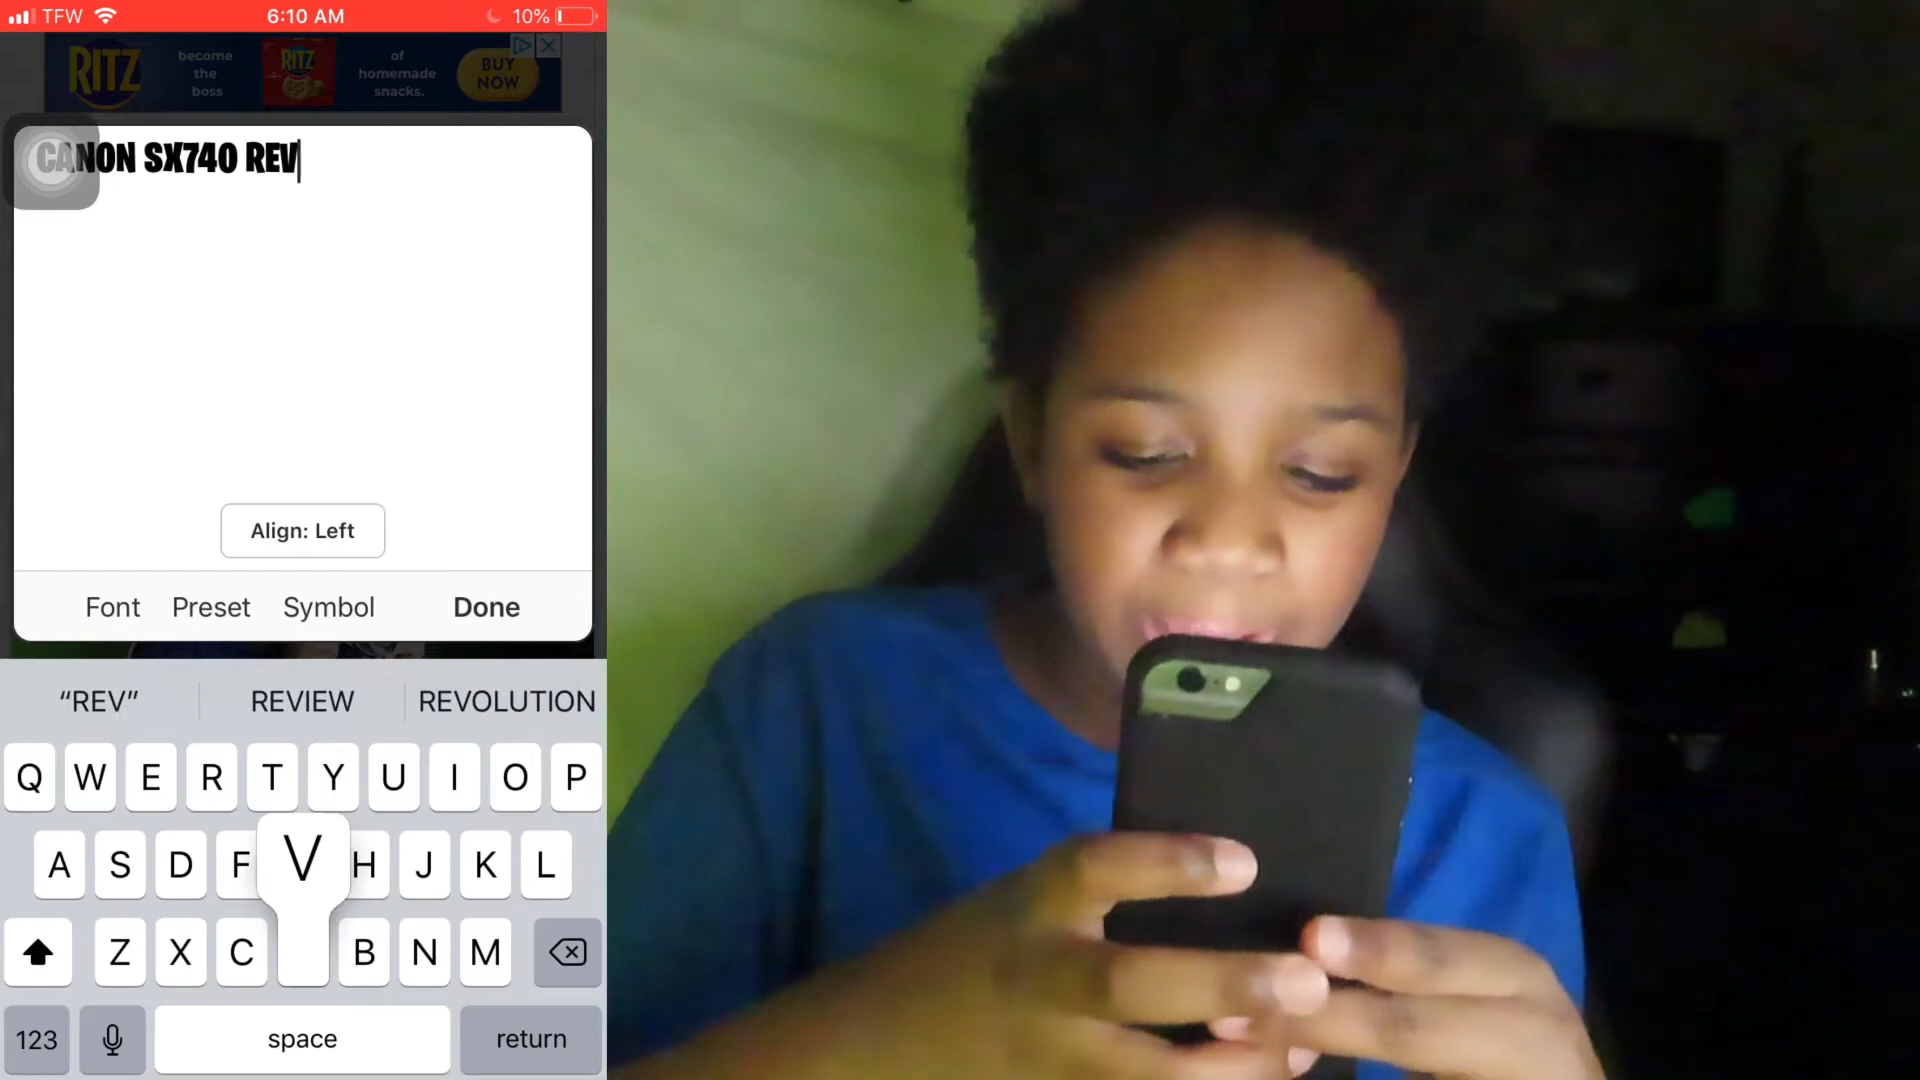 TFW 6:10 AM 10%
RITZ become the boss RITZ of homemade snacks. BUY NOW
CANON SX740 REV
Align: Left
Font Preset Symbol Done
“REV” REVIEW REVOLUTION
Q W E R T Y U I O P
A S D F V H J K L
Z X C B N M
123 space return